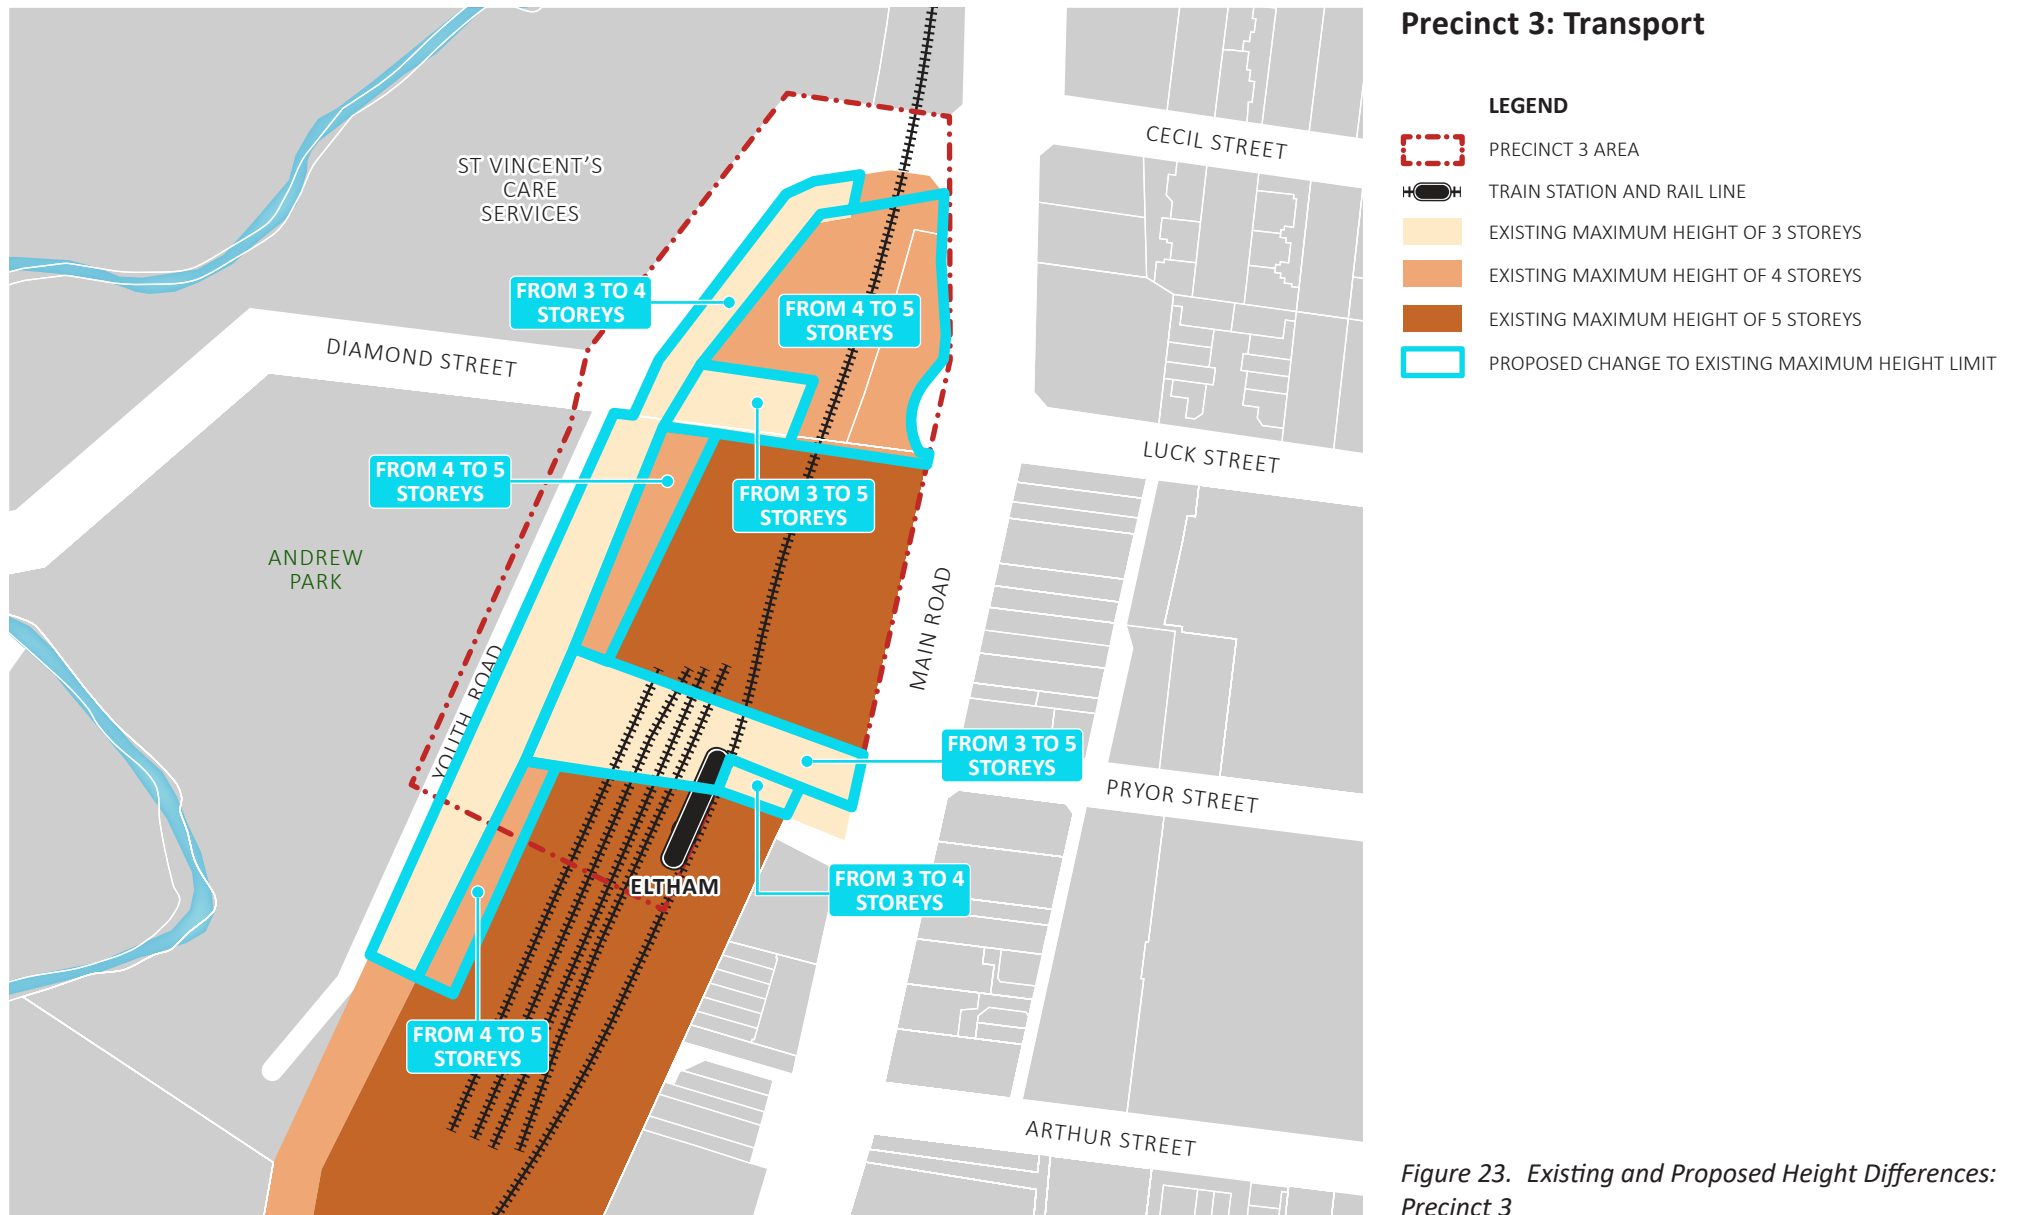 Precinct 3: Transport
LEGEND
PRECINCT 3 AREA
TRAIN STATION AND RAIL LINE
EXISTING MAXIMUM HEIGHT OF 3 STOREYS
EXISTING MAXIMUM HEIGHT OF 4 STOREYS
EXISTING MAXIMUM HEIGHT OF 5 STOREYS
PROPOSED CHANGE TO EXISTING MAXIMUM HEIGHT LIMIT
CECIL STREET
ST VINCENT'S
CARE
SERVICES
FROM 3 TO 4
STOREYS
FROM 4 TO 5
STOREYS
DIAMOND STREET
LUCK STREET
FROM 4 TO 5
STOREYS
FROM 3 TO 5
STOREYS
ANDREW
PARK
MAIN ROAD
YOUTH ROAD
FROM 3 TO 5
STOREYS
PRYOR STREET
ELTHAM
FROM 3 TO 4
STOREYS
FROM 4 TO 5
STOREYS
ARTHUR STREET
Figure 23. Existing and Proposed Height Differences:
Precinct 3